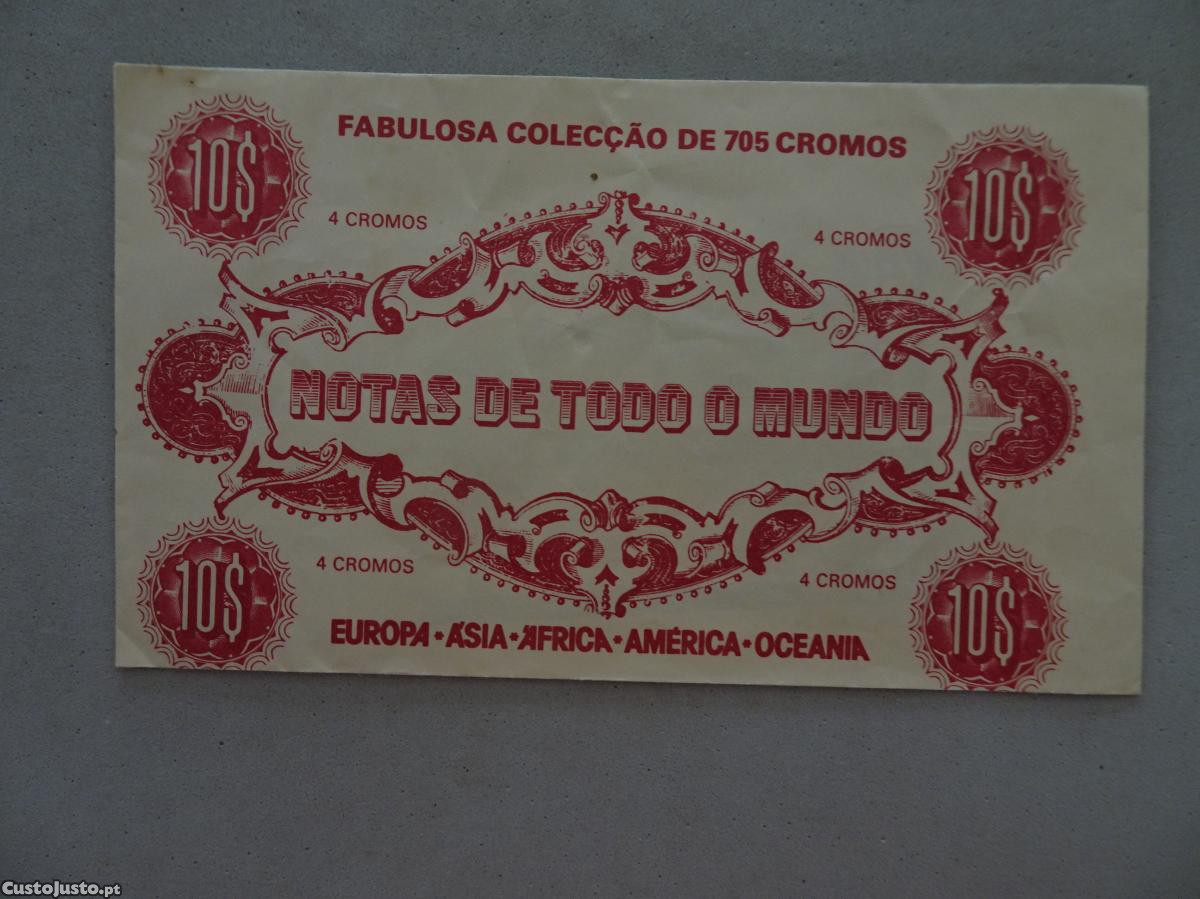 FABULOSA COLECÇÃO DE 705 CROMOS
10$ 10$
4 CROMOS 4 CROMOS
NOTAS DE TODO O MUNDO
4 CROMOS 4 CROMOS
10$ 10$
EUROPA * ÁSIA * ÁFRICA * AMÉRICA * OCEANIA
CustoJusto.pt